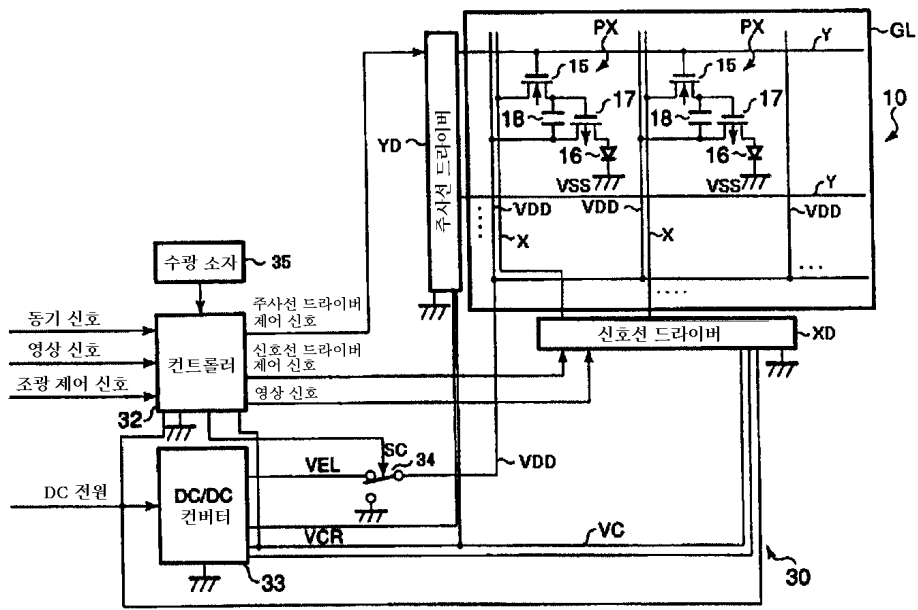 PX
PX
Y
GL
15
15
10
17
17
18
18
YD
주사선 드라이버
16
16
VSS
VSS
Y
VDD
VDD
VDD
X
X
수광 소자
35
동기 신호
주사선 드라이버
제어 신호
신호선 드라이버
XD
영상 신호
컨트롤러
신호선 드라이버
제어 신호
조광 제어 신호
영상 신호
32
SC
34
VEL
VDD
DC 전원
DC/DC
컨버터
VCR
VC
33
30